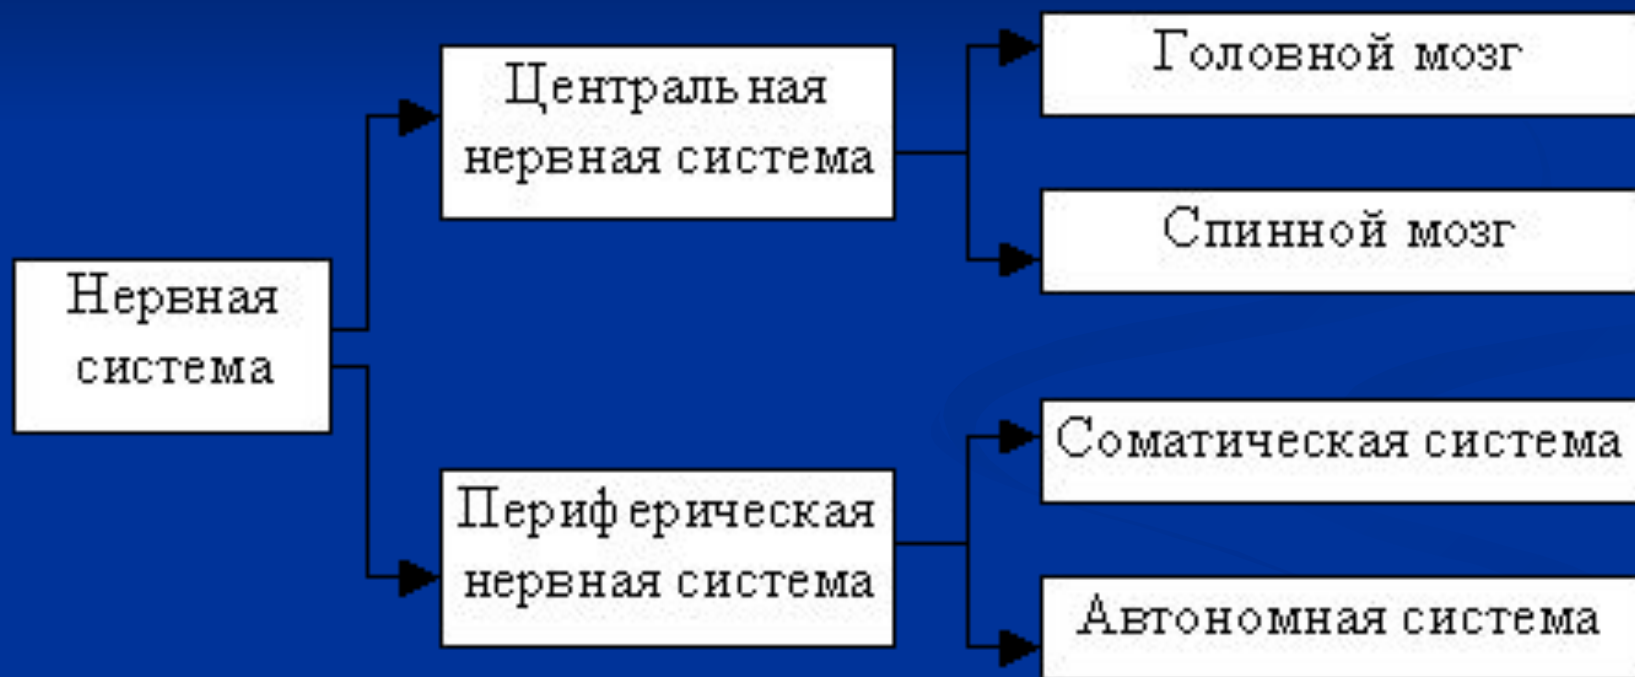 Головной мозг
Центральная
нервная система
Спинной мозг
Нервная
система
Соматическая система
Периферическая
нервная система
Автономная система